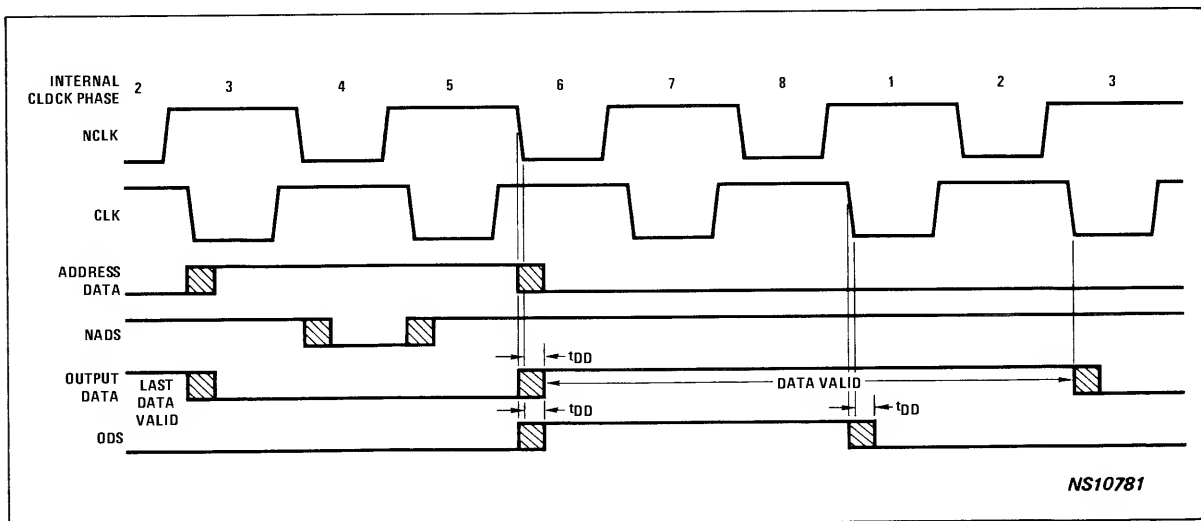 INTERNAL
CLOCK PHASE 2 3 4 5 6 7 8 1 2 3
NCLK
CLK
ADDRESS
DATA
NADS
tDD
OUTPUT
DATA
LAST
DATA
VALID
DATA VALID
tDD
tDD
ODS
NS10781